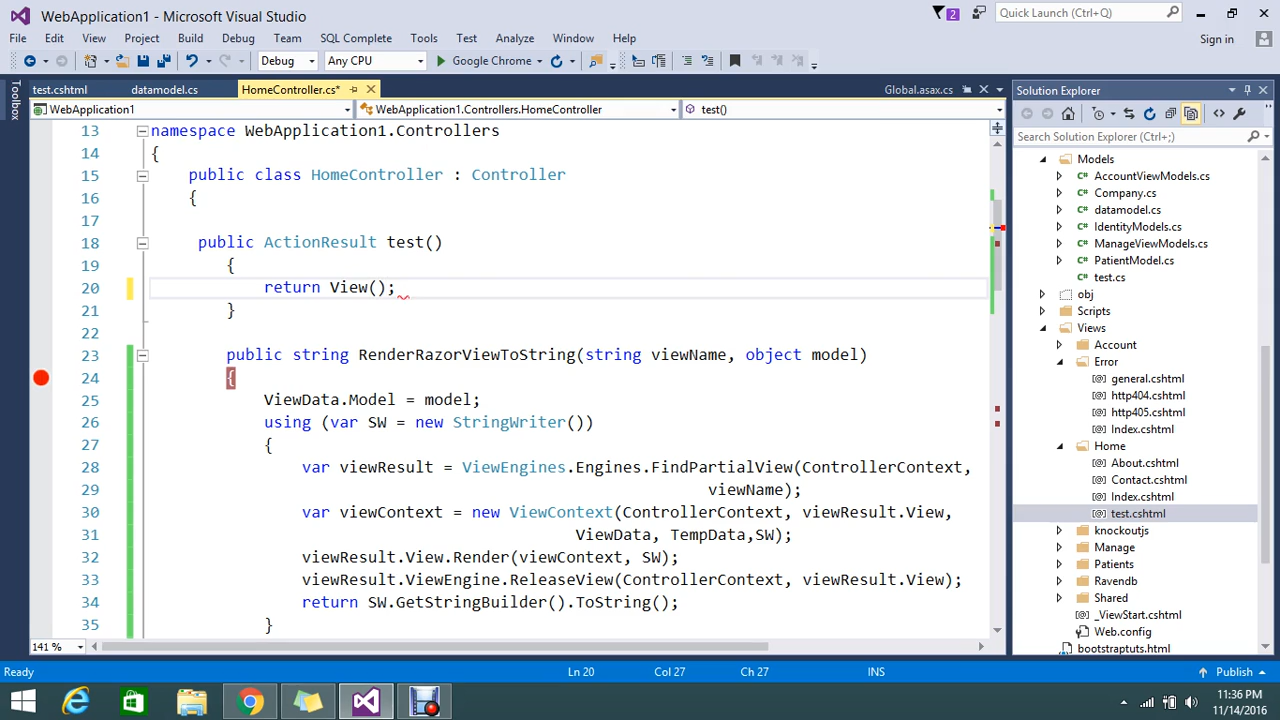 WebApplication1 - Microsoft Visual Studio
2
Quick Launch (Ctrl+Q)
File Edit View Project Build Debug Team SQL Complete Tools Test Analyze Window Help
Sign in
Debug Any CPU Google Chrome
Toolbox
test.cshtml datamodel.cs HomeController.cs* Global.asax.cs
WebApplication1 WebApplication1.Controllers.HomeController test()
13 namespace WebApplication1.Controllers
14 {
15 public class HomeController : Controller
16 {
17
18 public ActionResult test()
19 {
20 return View();
21 }
22
23 public string RenderRazorViewToString(string viewName, object model)
24 {
25 ViewData.Model = model;
26 using (var SW = new StringWriter())
27 {
28 var viewResult = ViewEngines.Engines.FindPartialView(ControllerContext,
29 viewName);
30 var viewContext = new ViewContext(ControllerContext, viewResult.View,
31 ViewData, TempData,SW);
32 viewResult.View.Render(viewContext, SW);
33 viewResult.ViewEngine.ReleaseView(ControllerContext, viewResult.View);
34 return SW.GetStringBuilder().ToString();
35 }
141 %
Solution Explorer
Search Solution Explorer (Ctrl+;)
Models
C# AccountViewModels.cs
C# Company.cs
C# datamodel.cs
C# IdentityModels.cs
C# ManageViewModels.cs
C# PatientModel.cs
C# test.cs
obj
Scripts
Views
Account
Error
[@] general.cshtml
[@] http404.cshtml
[@] http405.cshtml
[@] Index.cshtml
Home
[@] About.cshtml
[@] Contact.cshtml
[@] Index.cshtml
[@] test.cshtml
knockoutjs
Manage
Patients
Ravendb
Shared
[@] _ViewStart.cshtml
Web.config
bootstraptuts.html
Ready Ln 20 Col 27 Ch 27 INS Publish
11:36 PM
11/14/2016